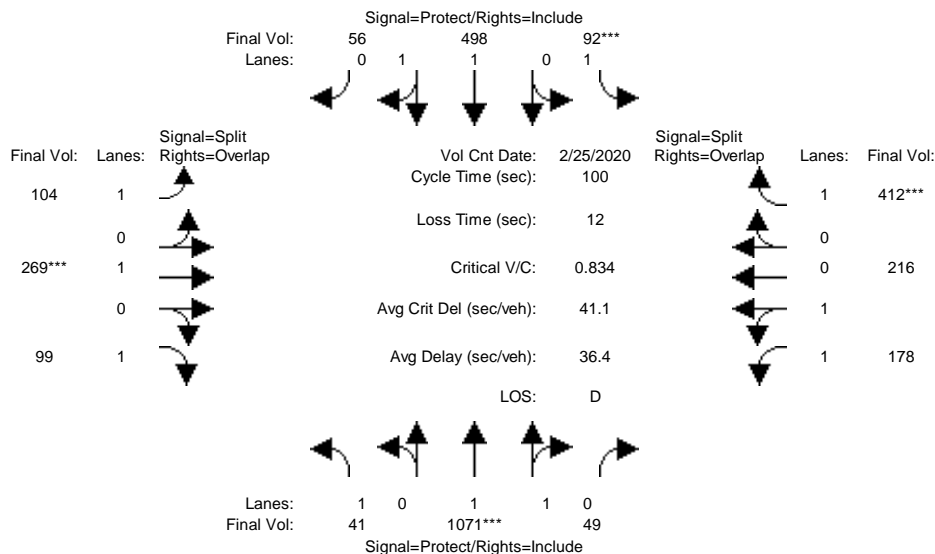 Signal=Protect/Rights=Include
Final Vol: 56 498 92***
Lanes: 0 1 1 0 1
Signal=Split Signal=Split
Final Vol: Lanes: Rights=Overlap Vol Cnt Date: 2/25/2020 Rights=Overlap Lanes: Final Vol:
Cycle Time (sec): 100
104 1 1 412***
Loss Time (sec): 12
0 0
269*** 1 Critical V/C: 0.834 0 216
0 Avg Crit Del (sec/veh): 41.1 1
99 1 Avg Delay (sec/veh): 36.4 1 178
LOS: D
Lanes: 1 0 1 1 0
Final Vol: 41 1071*** 49
Signal=Protect/Rights=Include